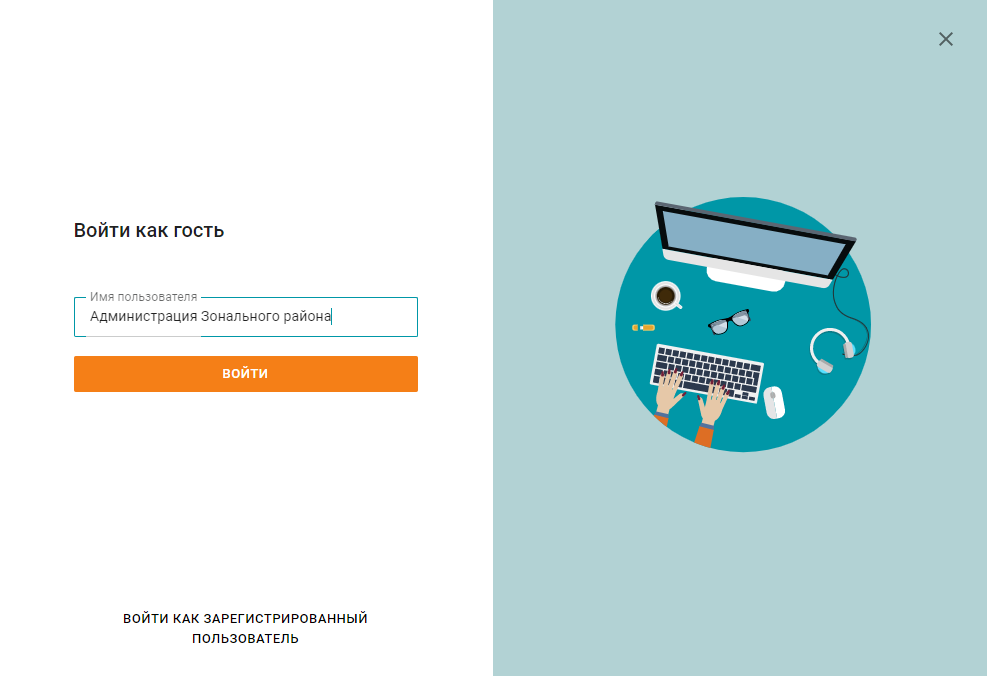 Войти как гость
Имя пользователя
Администрация Зонального района
ВОЙТИ
ВОЙТИ КАК ЗАРЕГИСТРИРОВАННЫЙ
ПОЛЬЗОВАТЕЛЬ